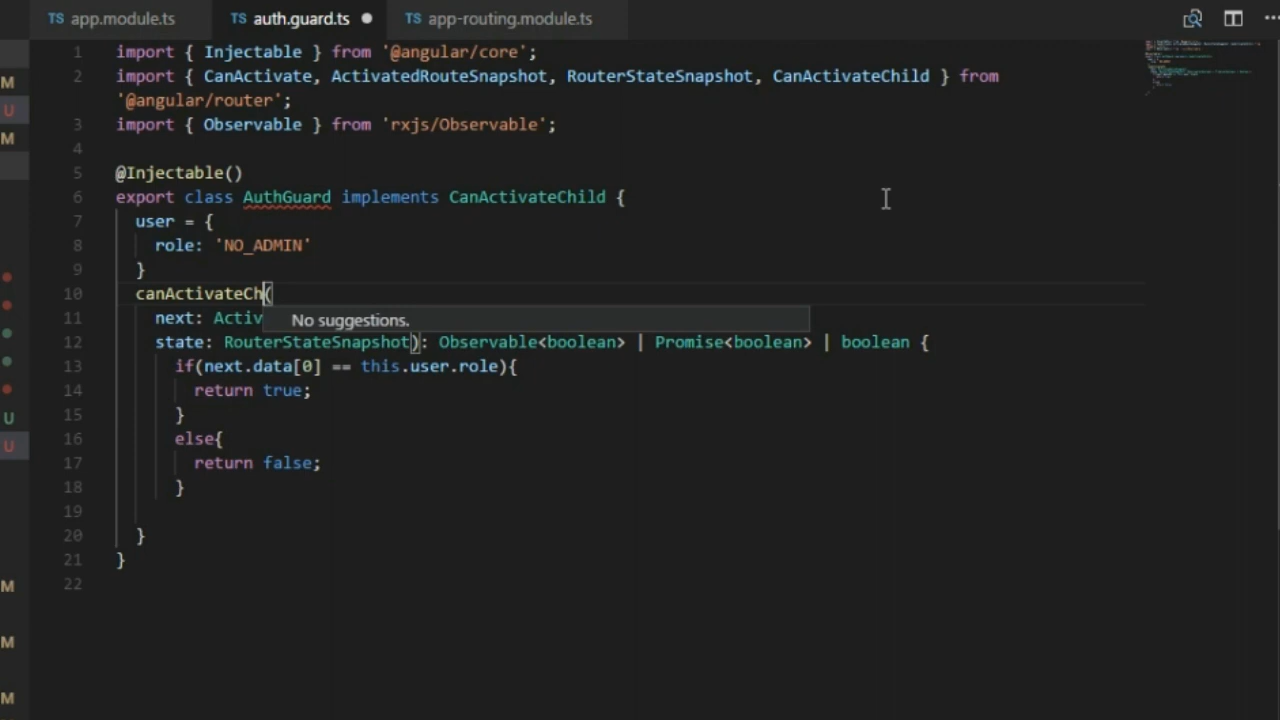 TS app.module.ts TS auth.guard.ts TS app-routing.module.ts
1 import { Injectable } from '@angular/core';
2 import { CanActivate, ActivatedRouteSnapshot, RouterStateSnapshot, CanActivateChild } from
'@angular/router';
3 import { Observable } from 'rxjs/Observable';
4
5 @Injectable()
6 export class AuthGuard implements CanActivateChild {
7 user = {
8 role: 'NO_ADMIN'
9 }
10 canActivateCh(
11 next: Activ
No suggestions.
12 state: RouterStateSnapshot): Observable<boolean> | Promise<boolean> | boolean {
13 if(next.data[0] == this.user.role){
14 return true;
15 }
16 else{
17 return false;
18 }
19
20 }
21 }
22
M
U
M
U
U
M
M
M